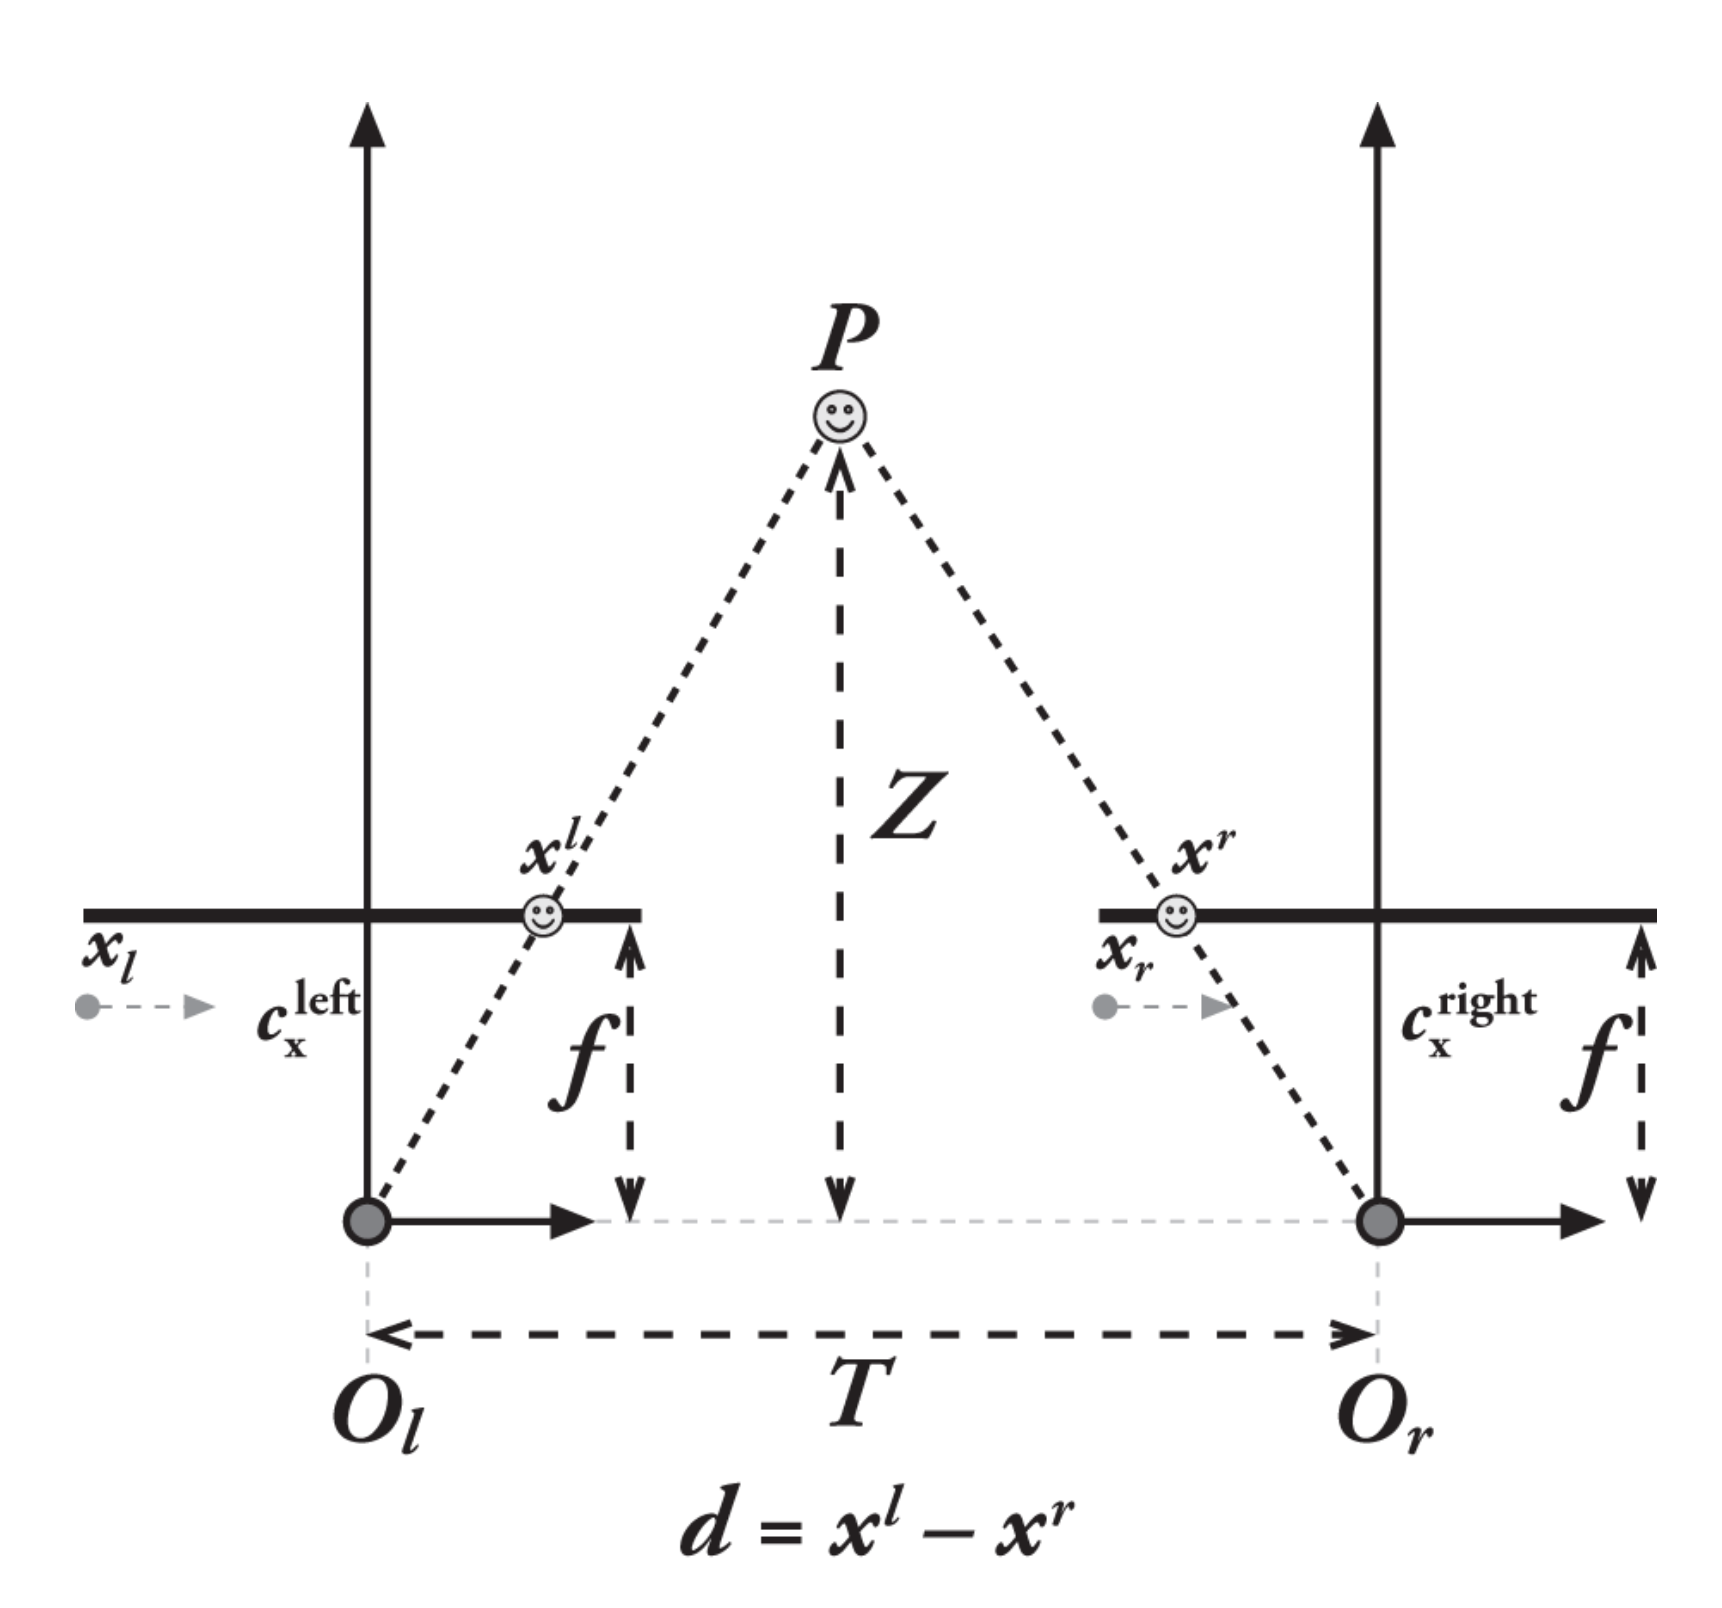 P
Z
x^l
x^r
x_l
x_r
c_x^left
c_x^right
f
f
T
O_l
O_r
d = x^l – x^r